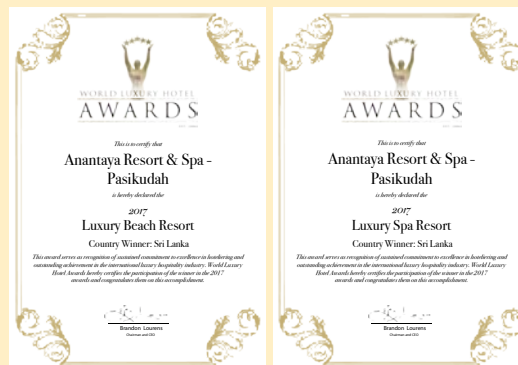 WORLD LUXURY HOTEL
AWARDS
This is to certify that
Anantaya Resort & Spa -
Pasikudah
is hereby declared the
2017
Luxury Beach Resort
Country Winner: Sri Lanka
This award serves as recognition of sustained commitment to excellence in hosteering and
outstanding achievement in the international luxury hospitality industry. World Luxury
Hotel Awards hereby certifies the participation of the winner in the 2017
awards and congratulates them on this accomplishment.
Brandon Lourens
Chairman and CEO
WORLD LUXURY HOTEL
AWARDS
This is to certify that
Anantaya Resort & Spa -
Pasikudah
is hereby declared the
2017
Luxury Spa Resort
Country Winner: Sri Lanka
This award serves as recognition of sustained commitment to excellence in
outstanding achievement in the international luxury hospitality industry. World Luxury
Hotel Awards hereby certifies the participation of the winner in the 2017
awards and congratulates them on this accomplishment.
Brandon Lourens
Chairman and CEO